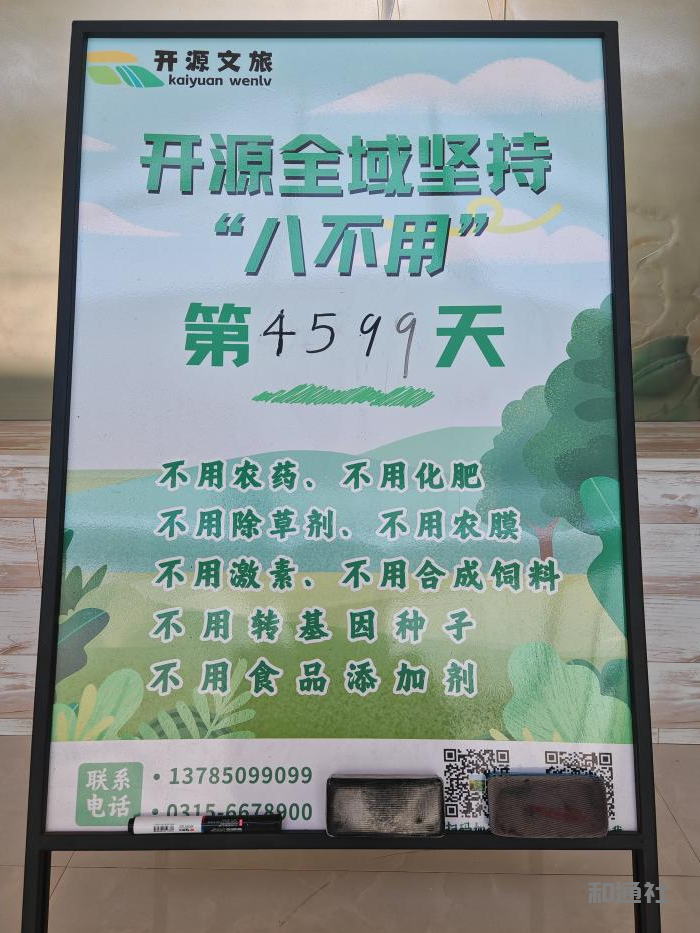 开源文旅
kaiyuan wenlv
开源全域坚持
“八不用”
第4599天
不用农药、不用化肥
不用除草剂、不用农膜
不用激素、不用合成饲料
不用转基因种子
不用食品添加剂
联系电话
• 13785099099
• 0315-6678900
和通社